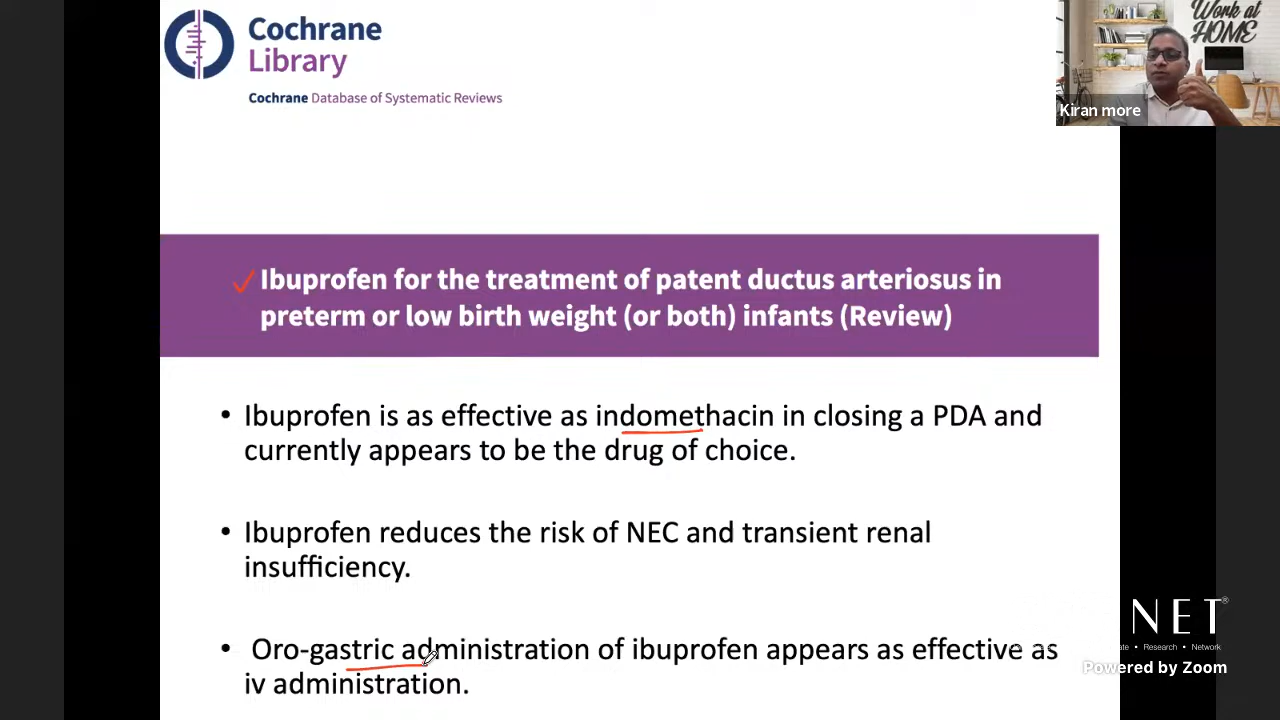 Cochrane
Library
Cochrane Database of Systematic Reviews
Work at
HOME
Kiran more
Ibuprofen for the treatment of patent ductus arteriosus in
preterm or low birth weight (or both) infants (Review)
• Ibuprofen is as effective as indomethacin in closing a PDA and
currently appears to be the drug of choice.
• Ibuprofen reduces the risk of NEC and transient renal
insufficiency.
• Oro-gastric administration of ibuprofen appears as effective as
iv administration.
NET®
• Research • Network
Powered by Zoom